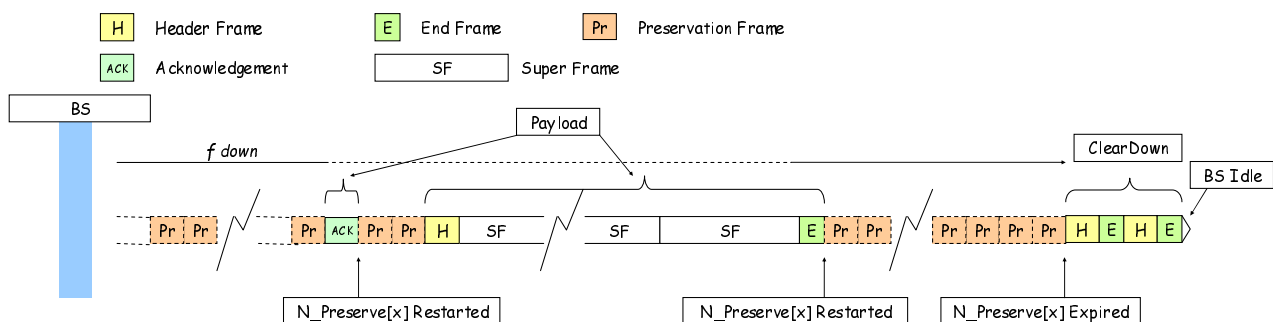 H Header Frame E End Frame Pr Preservation Frame
ACK Acknowledgement SF Super Frame
BS
Payload
f down
ClearDown
BS Idle
Pr Pr Pr ACK Pr Pr H SF SF SF E Pr Pr Pr Pr Pr Pr H E H E
N_Preserve[x] Restarted N_Preserve[x] Restarted N_Preserve[x] Expired